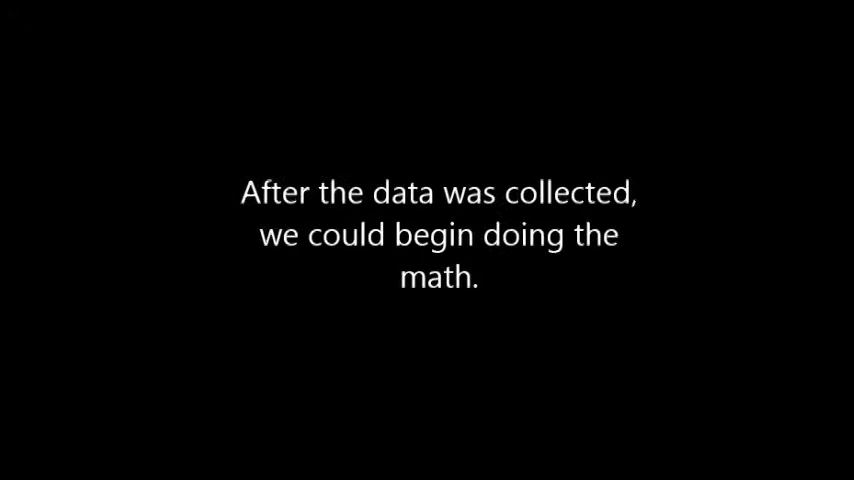 After the data was collected,
we could begin doing the
math.